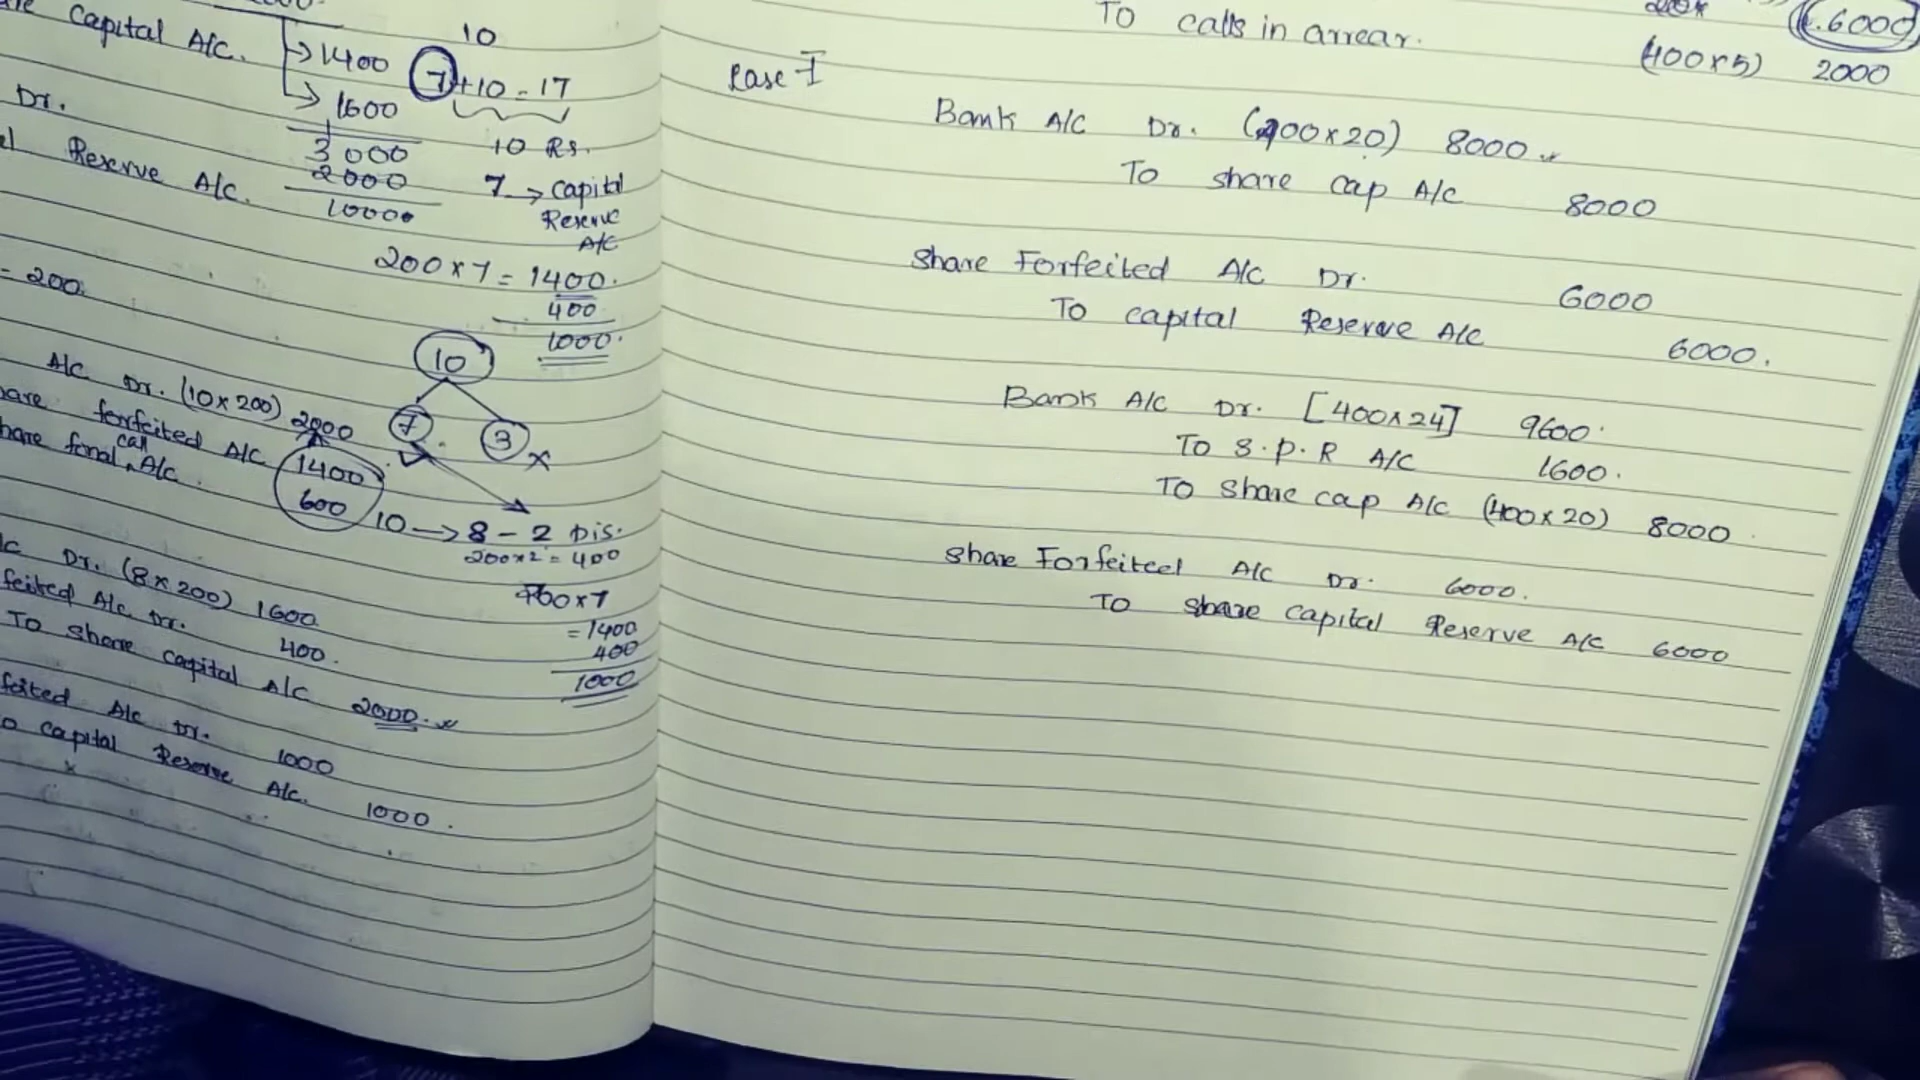 Capital A/c.
→ 1400
→ 1600
3000
2000
10000
10
7+10=17
10 Rs.
7 → capital
Reserve
A/c
Dr.
Reserve A/c.
200×7=1400.
400.
1000.
= 200.
10
7. 3 ×
A/c Dr. (10×200) 2000
forfeited A/c 1400
final call A/c. 600
10 → 8 - 2 Dis.
200×2=400
700×7
=1400
400
1000
Dr. (8×200) 1600
feited A/c Dr. 400.
To share capital A/c 2000.
feited A/c Dr. 1000
capital Reserve A/c. 1000.
To calls in arrear. (400×5) 2000
6000
Case-I
Bank A/c Dr. (400×20) 8000
To share cap A/c 8000
Share Forfeited A/c Dr. 6000
To capital Reserve A/c 6000.
Bank A/c Dr. [400×24] 9600.
To S.P.R A/c 1600.
To Share cap A/c (400×20) 8000
Share Forfeited A/c Dr. 6000.
To share capital Reserve A/c 6000